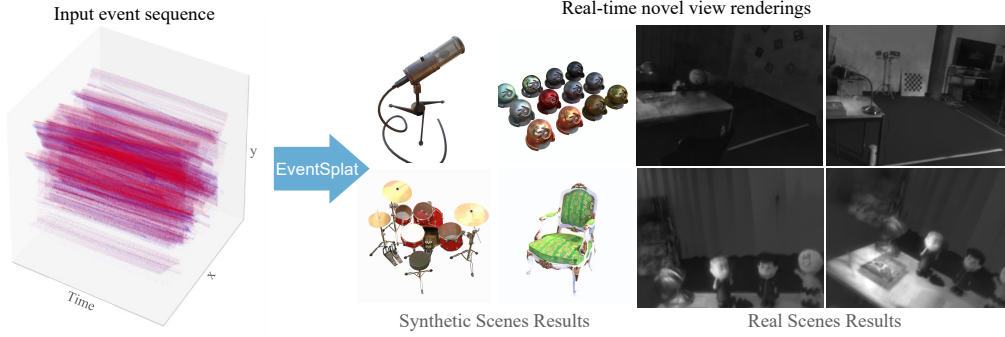 Input event sequence
Real-time novel view renderings
y
EventSplat
x
Time
Synthetic Scenes Results
Real Scenes Results